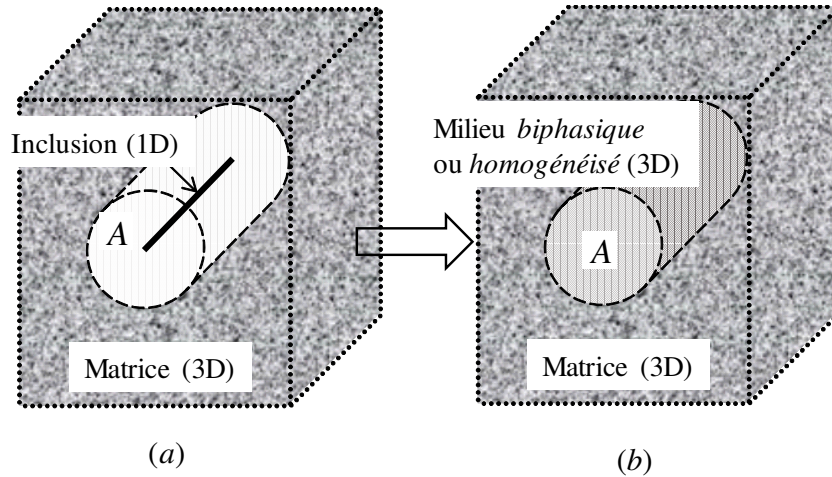 Inclusion (1D)
A
Matrice (3D)
(a)
Milieu biphasique
ou homogénéisé (3D)
A
Matrice (3D)
(b)